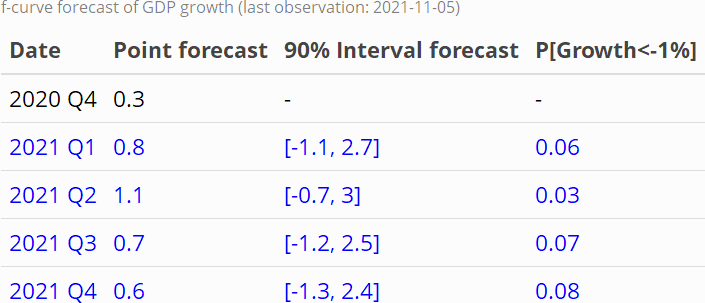 f-curve forecast of GDP growth (last observation: 2021-11-05)
Date Point forecast 90% Interval forecast P[Growth<-1%]
2020 Q4 0.3 - -
2021 Q1 0.8 [-1.1, 2.7] 0.06
2021 Q2 1.1 [-0.7, 3] 0.03
2021 Q3 0.7 [-1.2, 2.5] 0.07
2021 Q4 0.6 [-1.3, 2.4] 0.08